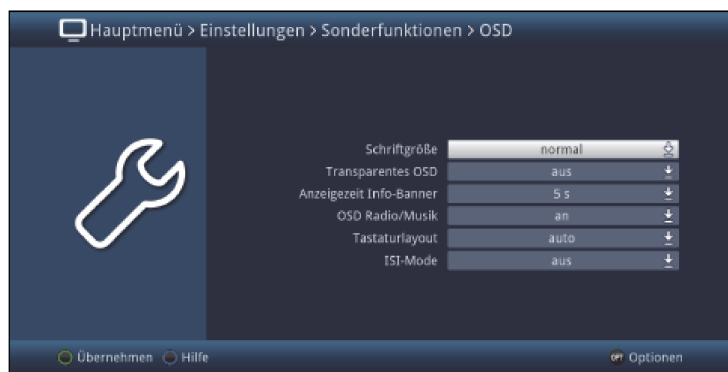 Hauptmenü > Einstellungen > Sonderfunktionen > OSD
Schriftgröße normal
Transparentes OSD aus
Anzeigezeit Info-Banner 5 s
OSD Radio/Musik an
Tastaturlayout auto
ISI-Mode aus
Übernehmen Hilfe OPT Optionen